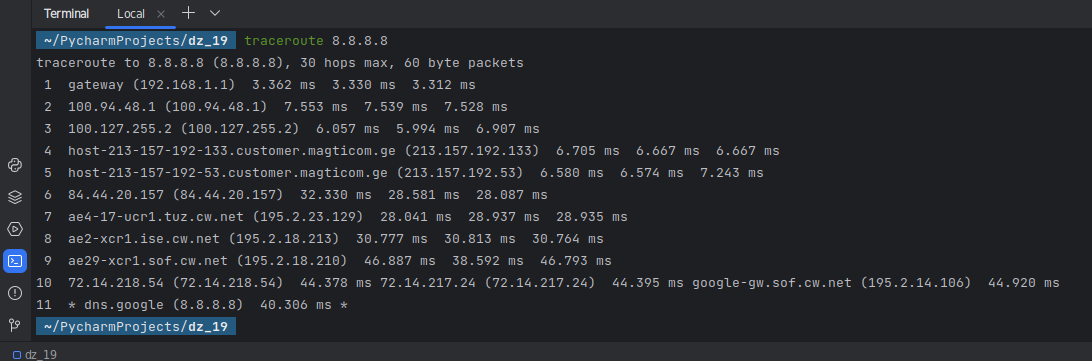 Terminal Local × +
~/PycharmProjects/dz_19 traceroute 8.8.8.8
traceroute to 8.8.8.8 (8.8.8.8), 30 hops max, 60 byte packets
1 gateway (192.168.1.1) 3.362 ms 3.330 ms 3.312 ms
2 100.94.48.1 (100.94.48.1) 7.553 ms 7.539 ms 7.528 ms
3 100.127.255.2 (100.127.255.2) 6.057 ms 5.994 ms 6.907 ms
4 host-213-157-192-133.customer.magticom.ge (213.157.192.133) 6.705 ms 6.667 ms 6.667 ms
5 host-213-157-192-53.customer.magticom.ge (213.157.192.53) 6.580 ms 6.574 ms 7.243 ms
6 84.44.20.157 (84.44.20.157) 32.330 ms 28.581 ms 28.087 ms
7 ae4-17-ucr1.tuz.cw.net (195.2.23.129) 28.041 ms 28.937 ms 28.935 ms
8 ae2-xcr1.ise.cw.net (195.2.18.213) 30.777 ms 30.813 ms 30.764 ms
9 ae29-xcr1.sof.cw.net (195.2.18.210) 46.887 ms 38.592 ms 46.793 ms
10 72.14.218.54 (72.14.218.54) 44.378 ms 72.14.217.24 (72.14.217.24) 44.395 ms google-gw.sof.cw.net (195.2.14.106) 44.920 ms
11 * dns.google (8.8.8.8) 40.306 ms *
~/PycharmProjects/dz_19
dz_19